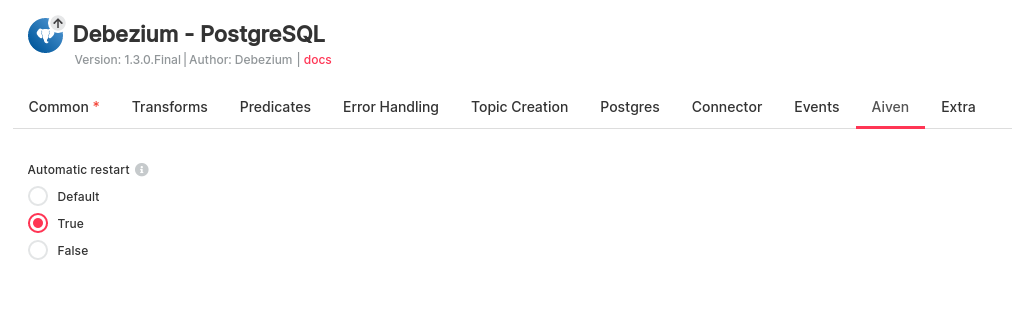 Debezium - PostgreSQL
Version: 1.3.0.Final | Author: Debezium | docs
Common * Transforms Predicates Error Handling Topic Creation Postgres Connector Events Aiven Extra
Automatic restart i
Default
True
False